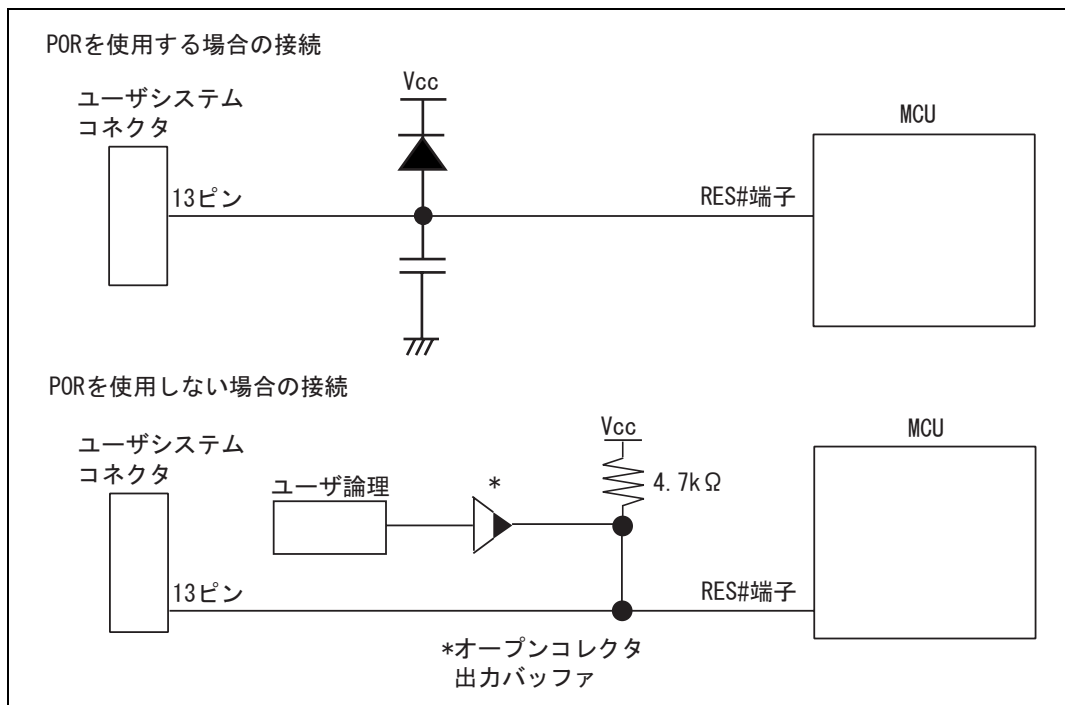 PORを使用する場合の接続
ユーザシステム
コネクタ
Vcc
MCU
13ピン
RES#端子
PORを使用しない場合の接続
ユーザシステム
コネクタ
ユーザ論理
*
Vcc
4.7kΩ
MCU
13ピン
RES#端子
*オープンコレクタ
出力バッファ